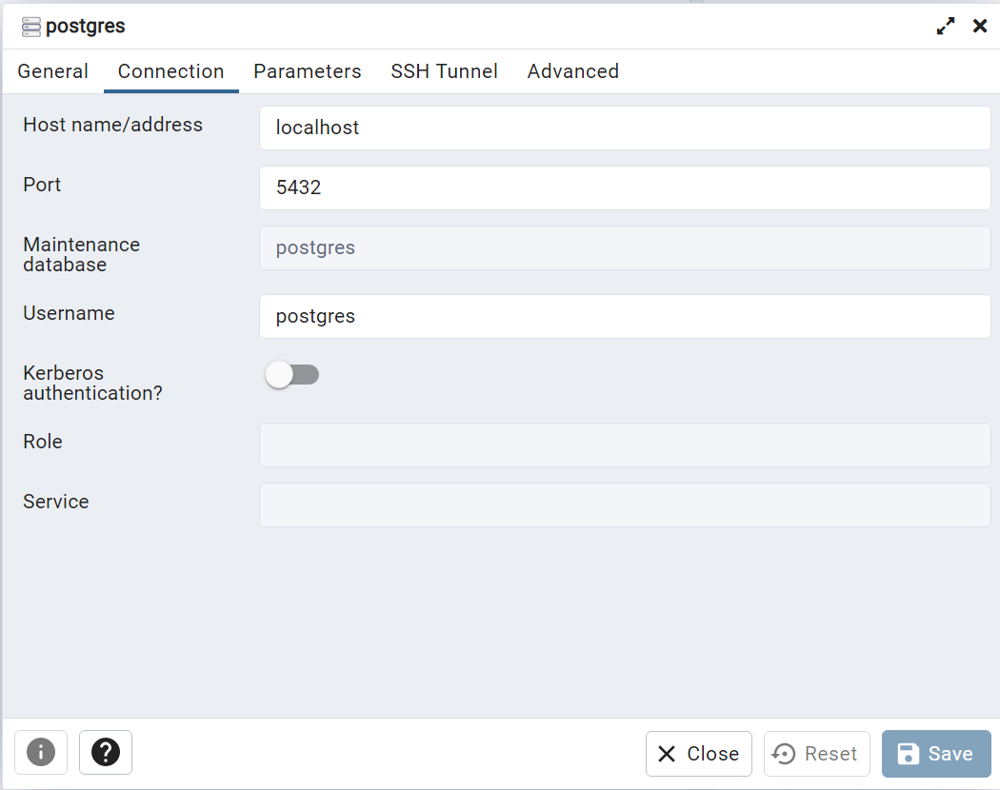 postgres
General Connection Parameters SSH Tunnel Advanced
Host name/address localhost
Port 5432
Maintenance
database
postgres
Username postgres
Kerberos
authentication?
Role
Service
Close Reset Save